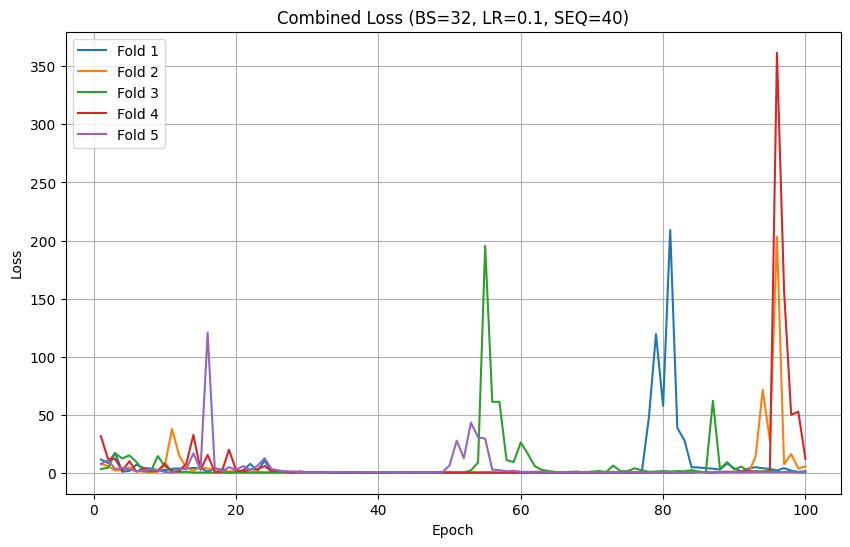 Combined Loss (BS=32, LR=0.1, SEQ=40)
Fold 1
Fold 2
Fold 3
Fold 4
Fold 5
Loss
350
300
250
200
150
100
50
0
0 20 40 60 80 100
Epoch